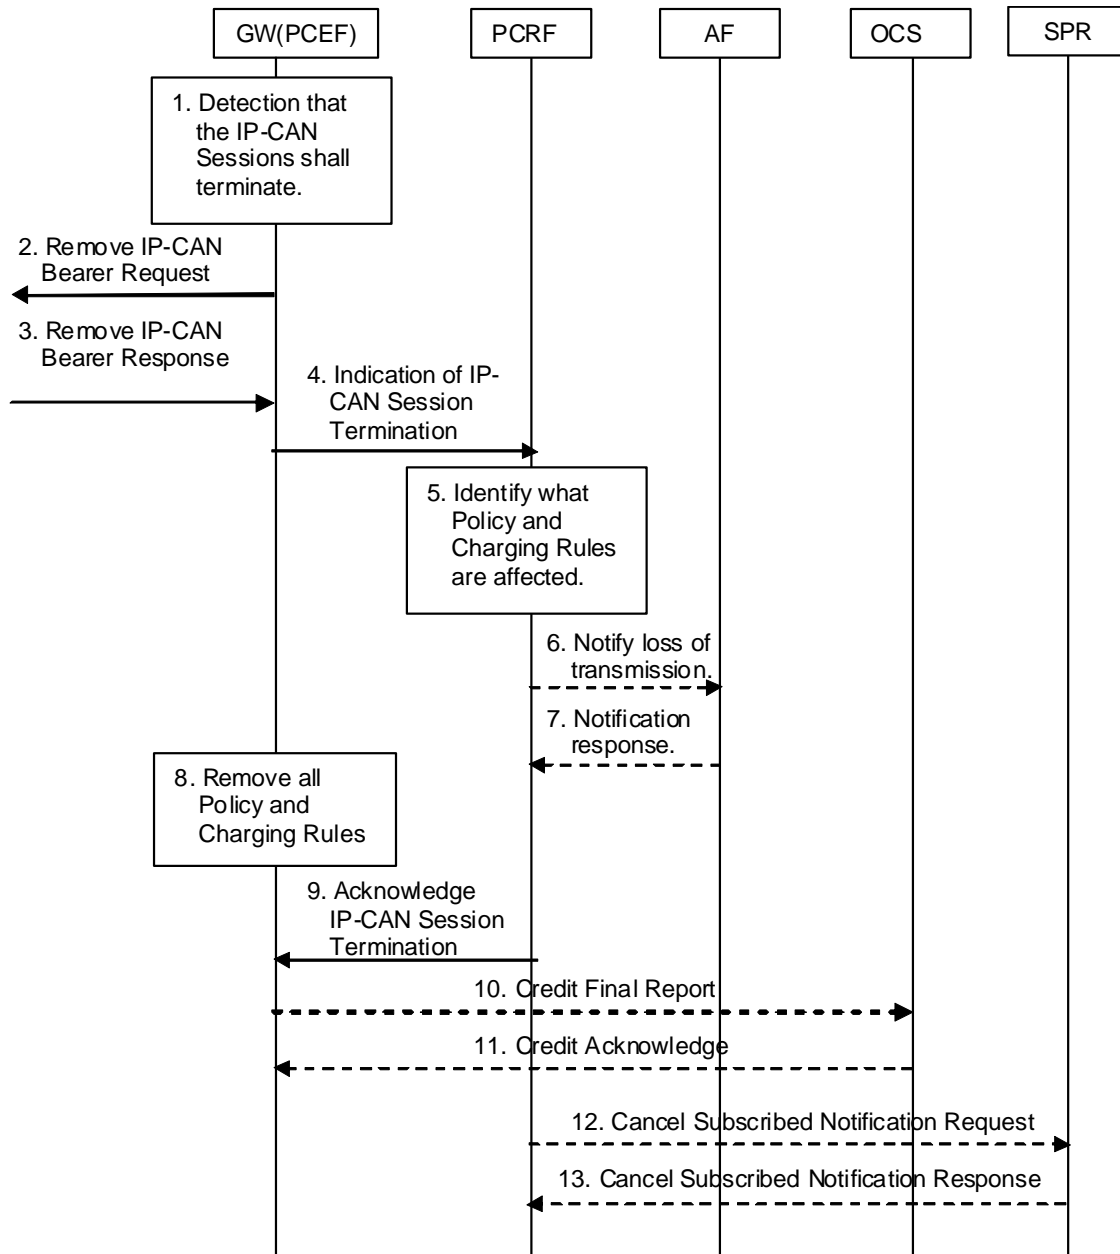 GW(PCEF)
PCRF
AF
OCS
SPR
1. Detection that
the IP-CAN
Sessions shall
terminate.
2. Remove IP-CAN
Bearer Request
3. Remove IP-CAN
Bearer Response
4. Indication of IP-
CAN Session
Termination
5. Identify what
Policy and
Charging Rules
are affected.
6. Notify loss of
transmission.
7. Notification
response.
8. Remove all
Policy and
Charging Rules
9. Acknowledge
IP-CAN Session
Termination
10. Credit Final Report
11. Credit Acknowledge
12. Cancel Subscribed Notification Request
13. Cancel Subscribed Notification Response